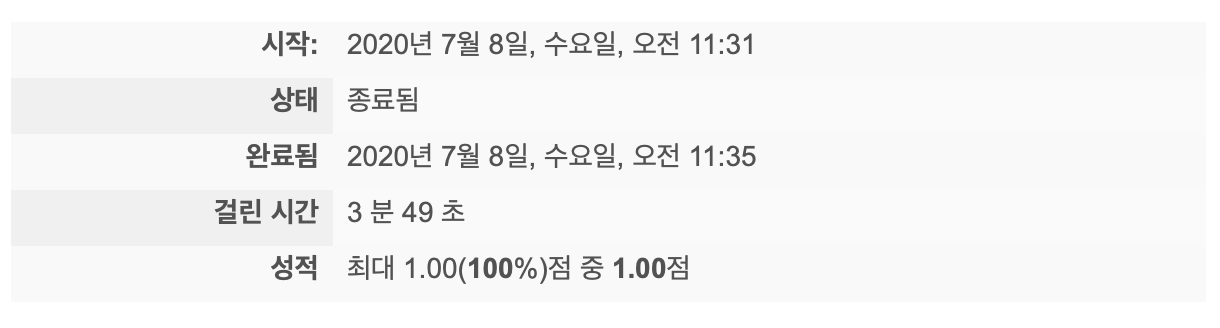 시작: 2020년 7월 8일, 수요일, 오전 11:31
상태 종료됨
완료됨 2020년 7월 8일, 수요일, 오전 11:35
걸린 시간 3 분 49 초
성적 최대 1.00(100%)점 중 1.00점